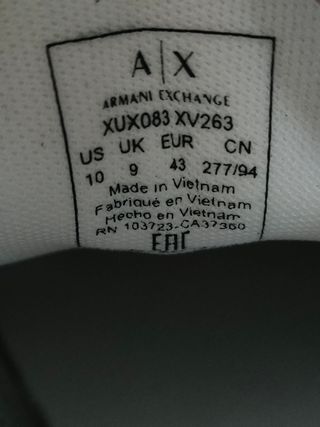 A|X
ARMANI EXCHANGE
XUX083 XV263
US UK EUR CN
10 9 43 277/94
Made in Vietnam
Fabriqué en Vietnam
Hecho en Vietnam
RN 103723-CA37360
EAC